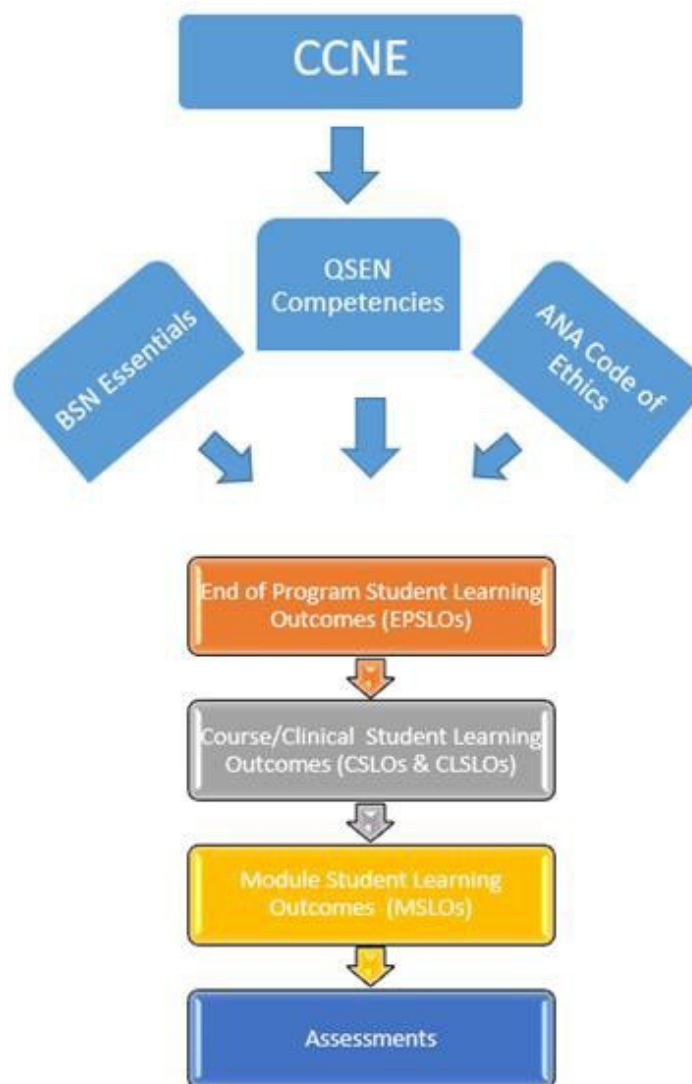 CCNE
QSEN
Competencies
BSN Essentials
ANA Code of
Ethics
End of Program Student Learning
Outcomes (EPSLOs)
Course/Clinical Student Learning
Outcomes (CSLOs & CLSLOs)
Module Student Learning
Outcomes (MSLOs)
Assessments